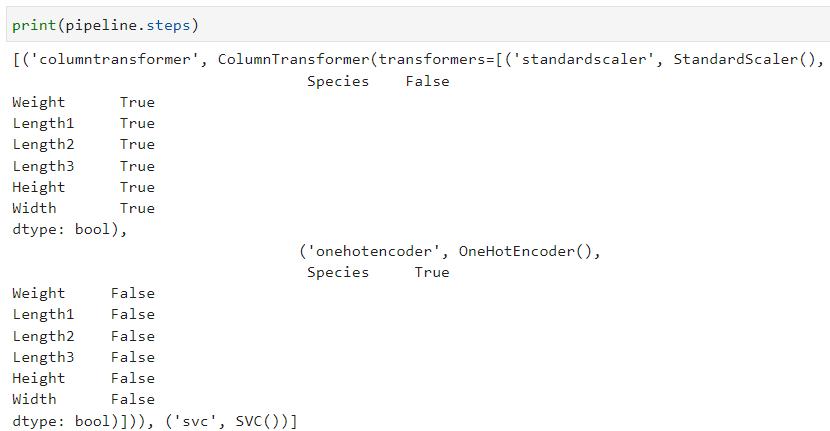 print(pipeline.steps)
[('columntransformer', ColumnTransformer(transformers=[('standardscaler', StandardScaler(),
Species    False
Weight      True
Length1     True
Length2     True
Length3     True
Height      True
Width       True
dtype: bool),
('onehotencoder', OneHotEncoder(),
Species     True
Weight     False
Length1    False
Length2    False
Length3    False
Height     False
Width      False
dtype: bool)])), ('svc', SVC())]